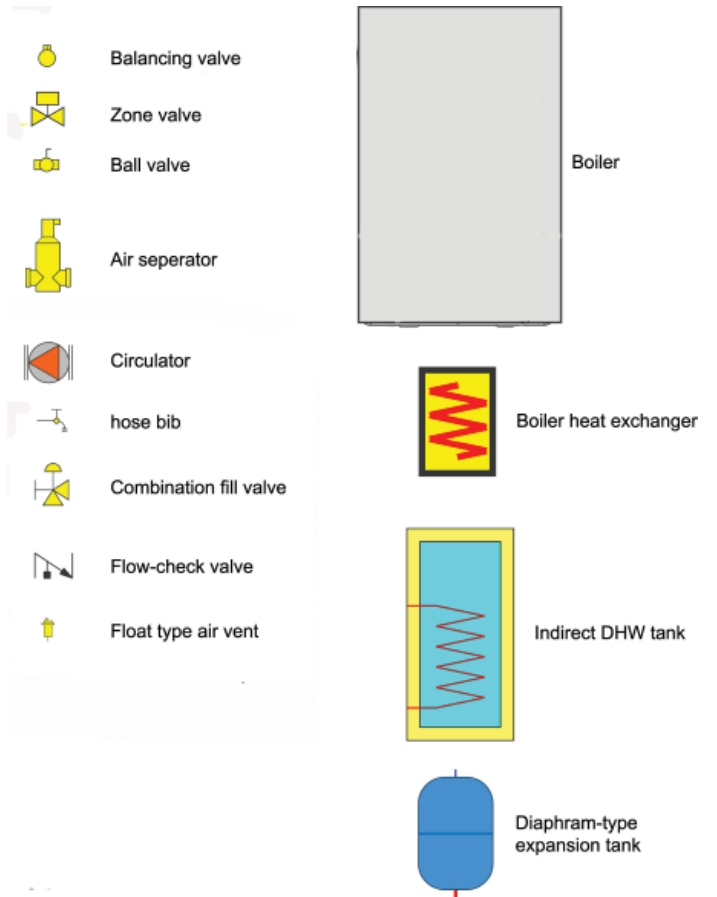 Balancing valve
Zone valve
Ball valve
Air seperator
Circulator
hose bib
Combination fill valve
Flow-check valve
Float type air vent
Boiler
Boiler heat exchanger
Indirect DHW tank
Diaphram-type
expansion tank